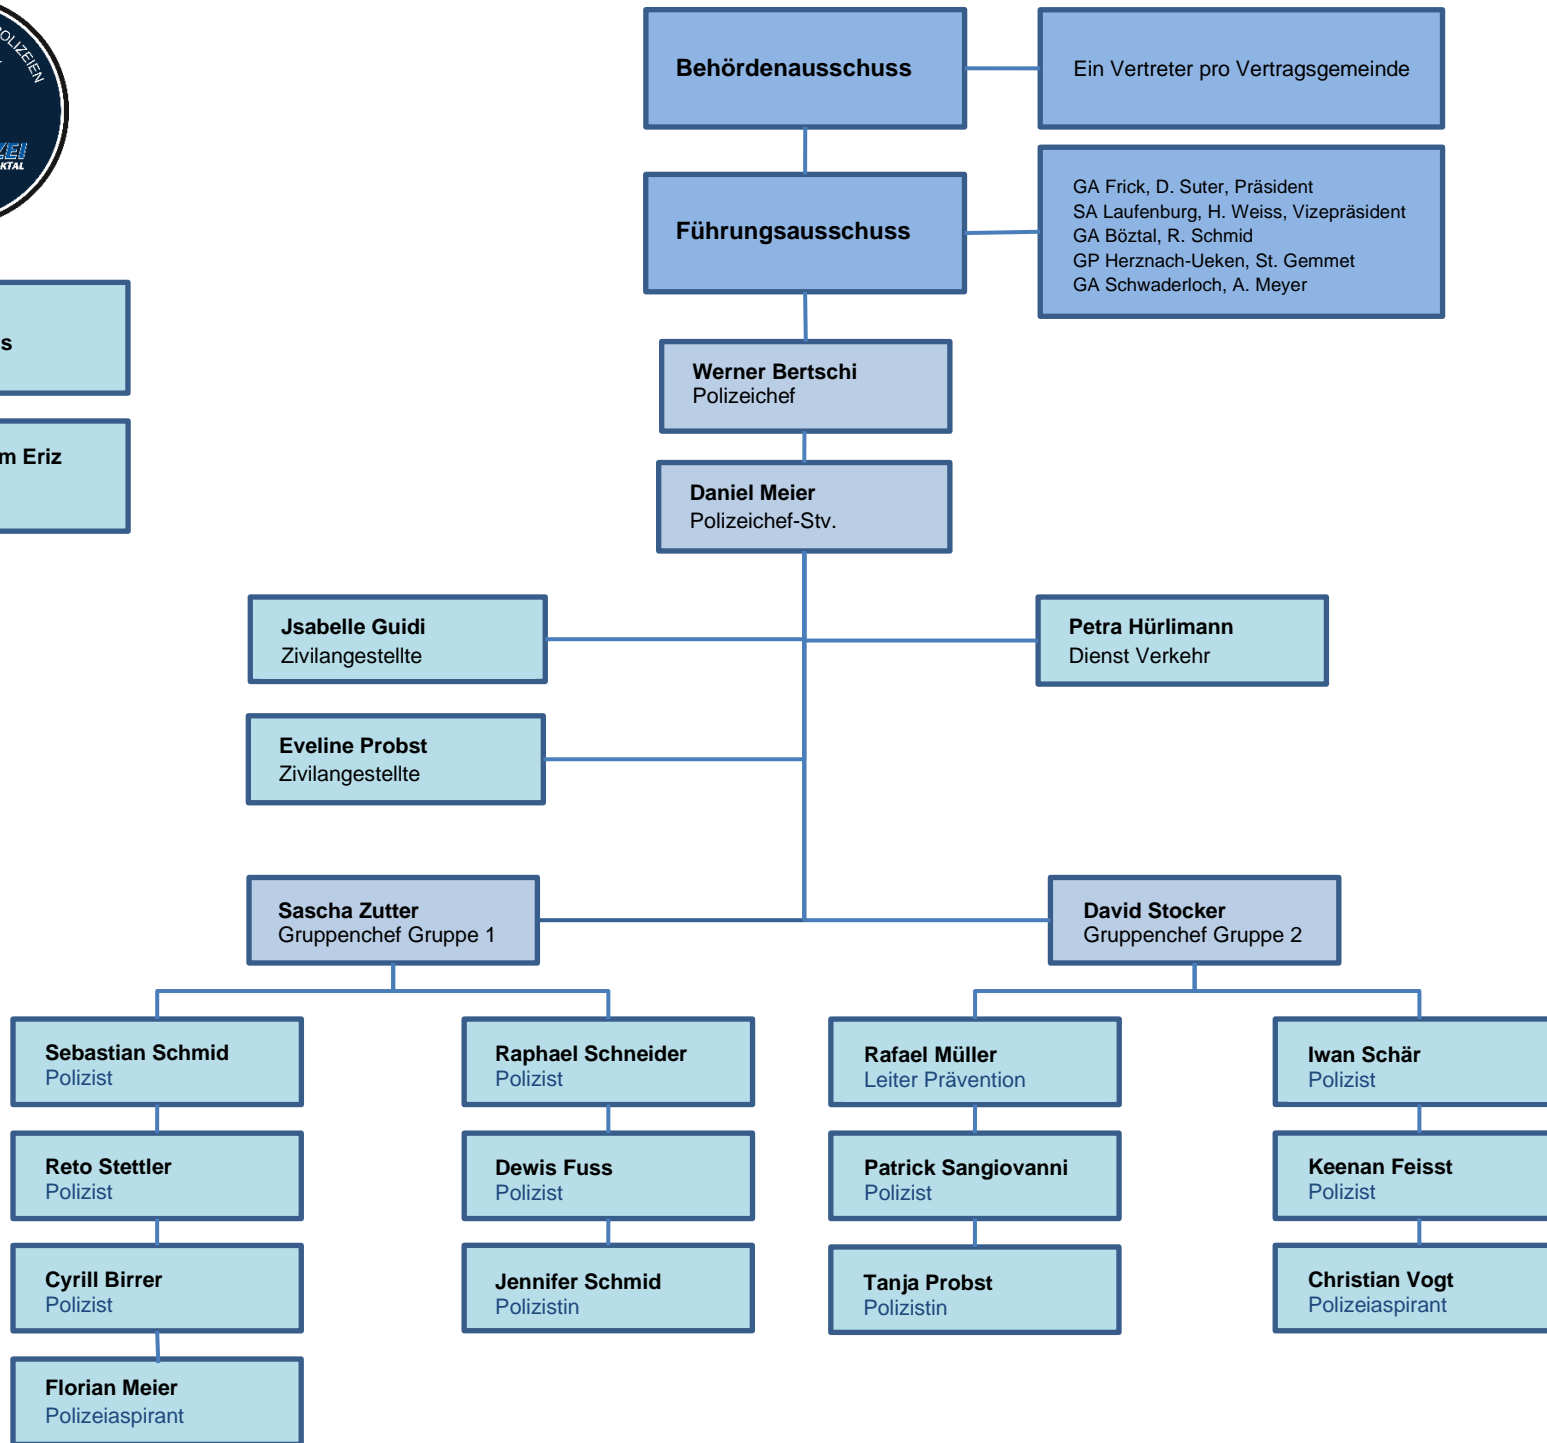 POLIZEIEN
Behördenausschuss
Ein Vertreter pro Vertragsgemeinde
Führungsausschuss
GA Frick, D. Suter, Präsident
SA Laufenburg, H. Weiss, Vizepräsident
GA Böztal, R. Schmid
GP Herznach-Ueken, St. Gemmet
GA Schwaderloch, A. Meyer
Eriz
Werner Bertschi
Polizeichef
Daniel Meier
Polizeichef-Stv.
Jsabelle Guidi
Zivilangestellte
Petra Hürlimann
Dienst Verkehr
Eveline Probst
Zivilangestellte
Sascha Zutter
Gruppenchef Gruppe 1
David Stocker
Gruppenchef Gruppe 2
Sebastian Schmid
Polizist
Raphael Schneider
Polizist
Rafael Müller
Leiter Prävention
Iwan Schär
Polizist
Reto Stettler
Polizist
Dewis Fuss
Polizist
Patrick Sangiovanni
Polizist
Keenan Feisst
Polizist
Cyrill Birrer
Polizist
Jennifer Schmid
Polizistin
Tanja Probst
Polizistin
Christian Vogt
Polizeiaspirant
Florian Meier
Polizeiaspirant